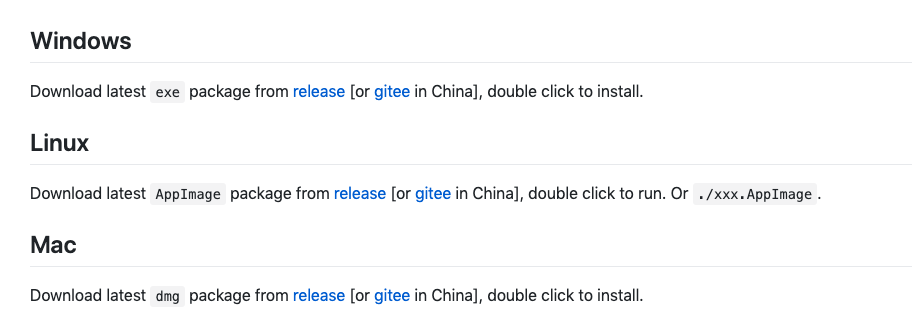 Windows
Download latest exe package from release [or gitee in China], double click to install.
Linux
Download latest AppImage package from release [or gitee in China], double click to run. Or ./xxx.AppImage.
Mac
Download latest dmg package from release [or gitee in China], double click to install.